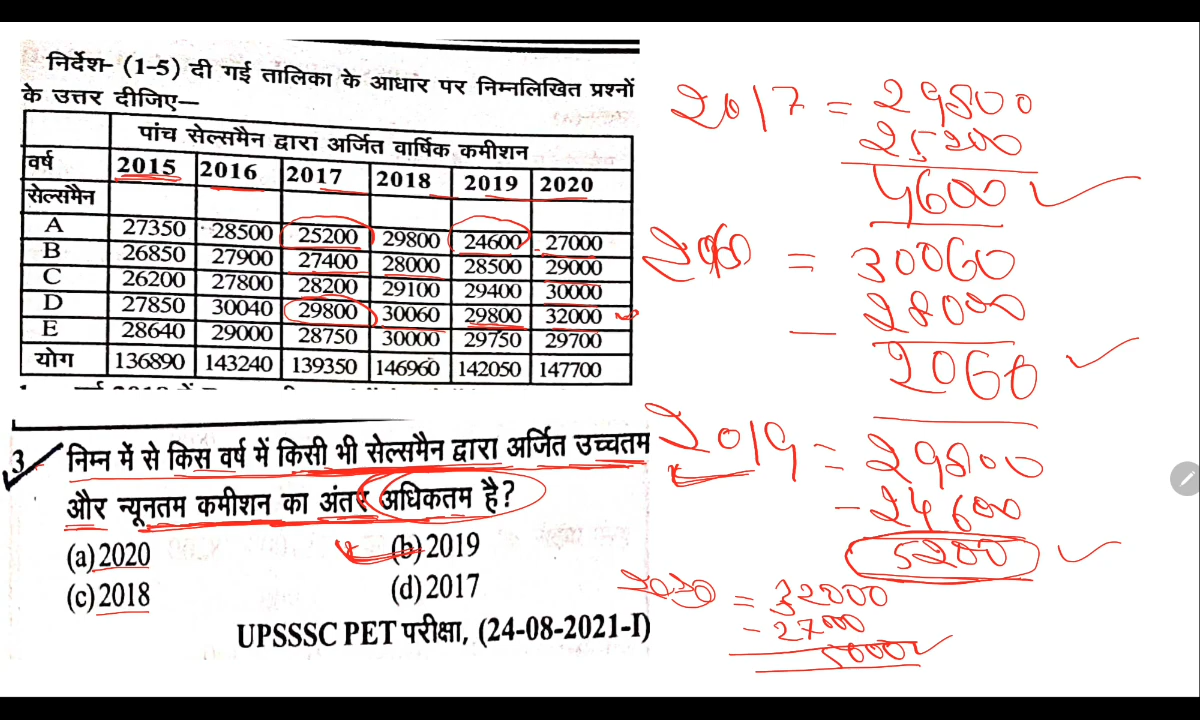 निर्देश- (1-5) दी गई तालिका के आधार पर निम्नलिखित प्रश्नों
के उत्तर दीजिए—
पांच सेल्समैन द्वारा अर्जित वार्षिक कमीशन
वर्ष 2015 2016 2017 2018 2019 2020
सेल्समैन
A 27350 28500 25200 29800 24600 27000
B 26850 27900 27400 28000 28500 29000
C 26200 27800 28200 29100 29400 30000
D 27850 30040 29800 30060 29800 32000
E 28640 29000 28750 30000 29750 29700
योग 136890 143240 139350 146960 142050 147700
3 निम्न में से किस वर्ष में किसी भी सेल्समैन द्वारा अर्जित उच्चतम
और न्यूनतम कमीशन का अंतर अधिकतम है?
(a) 2020 (b) 2019
(c) 2018 (d) 2017
UPSSSC PET परीक्षा, (24-08-2021-I)
2017 = 29800
25200
4600
= 30060
- 28000
2060
2019 = 29800
- 24600
5200
2020 = 32000
- 27000
5000